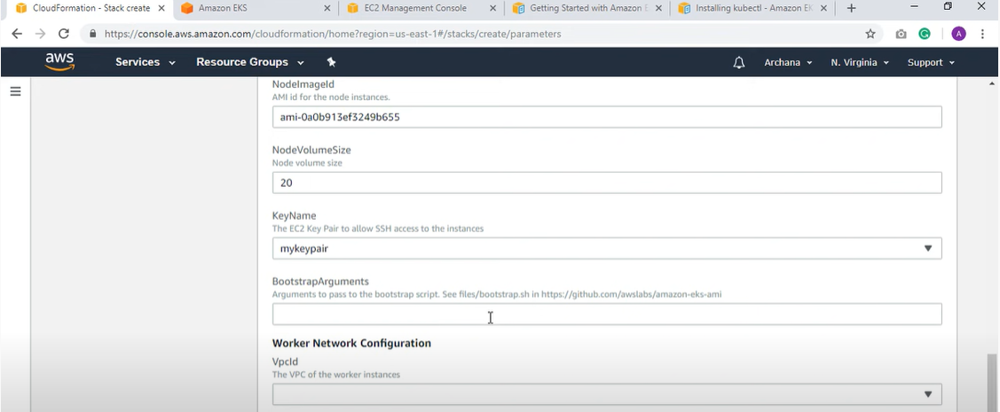 CloudFormation - Stack create
Amazon EKS
EC2 Management Console
Getting Started with Amazon E
Installing kubectl - Amazon EK
https://console.aws.amazon.com/cloudformation/home?region=us-east-1#/stacks/create/parameters
A
aws
Services
Resource Groups
Archana
N. Virginia
Support
NodeImageId
AMI id for the node instances.
ami-0a0b913ef3249b655
NodeVolumeSize
Node volume size
20
KeyName
The EC2 Key Pair to allow SSH access to the instances
mykeypair
BootstrapArguments
Arguments to pass to the bootstrap script. See files/bootstrap.sh in https://github.com/awslabs/amazon-eks-ami
Worker Network Configuration
VpcId
The VPC of the worker instances